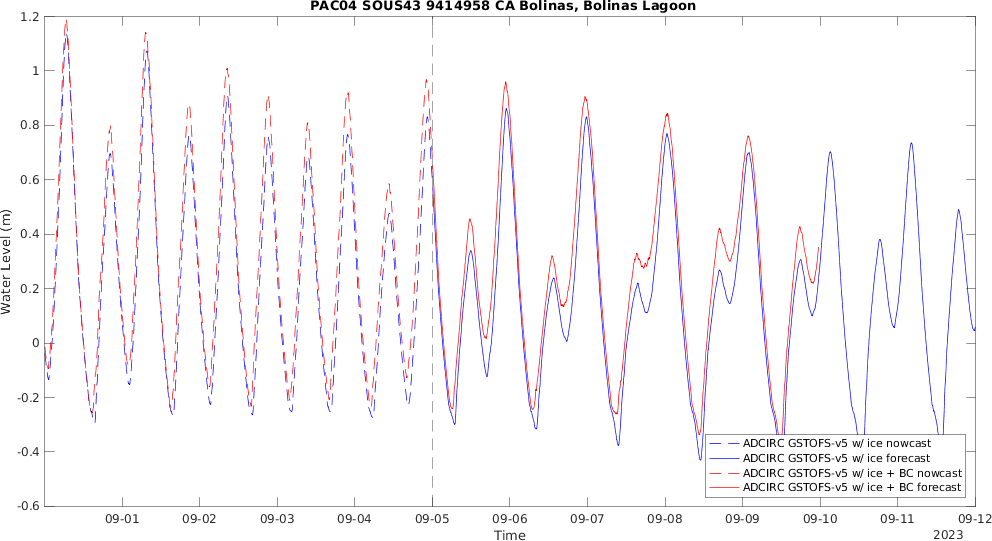 PAC04 SOUS43 9414958 CA Bolinas, Bolinas Lagoon
1.2
1
0.8
0.6
0.4
0.2
0
-0.2
-0.4
-0.6
Water Level (m)
ADCIRC GSTOFS-v5 w/ ice nowcast
ADCIRC GSTOFS-v5 w/ ice forecast
ADCIRC GSTOFS-v5 w/ ice + BC nowcast
ADCIRC GSTOFS-v5 w/ ice + BC forecast
09-01 09-02 09-03 09-04 09-05 09-06 09-07 09-08 09-09 09-10 09-11 09-12
Time
2023